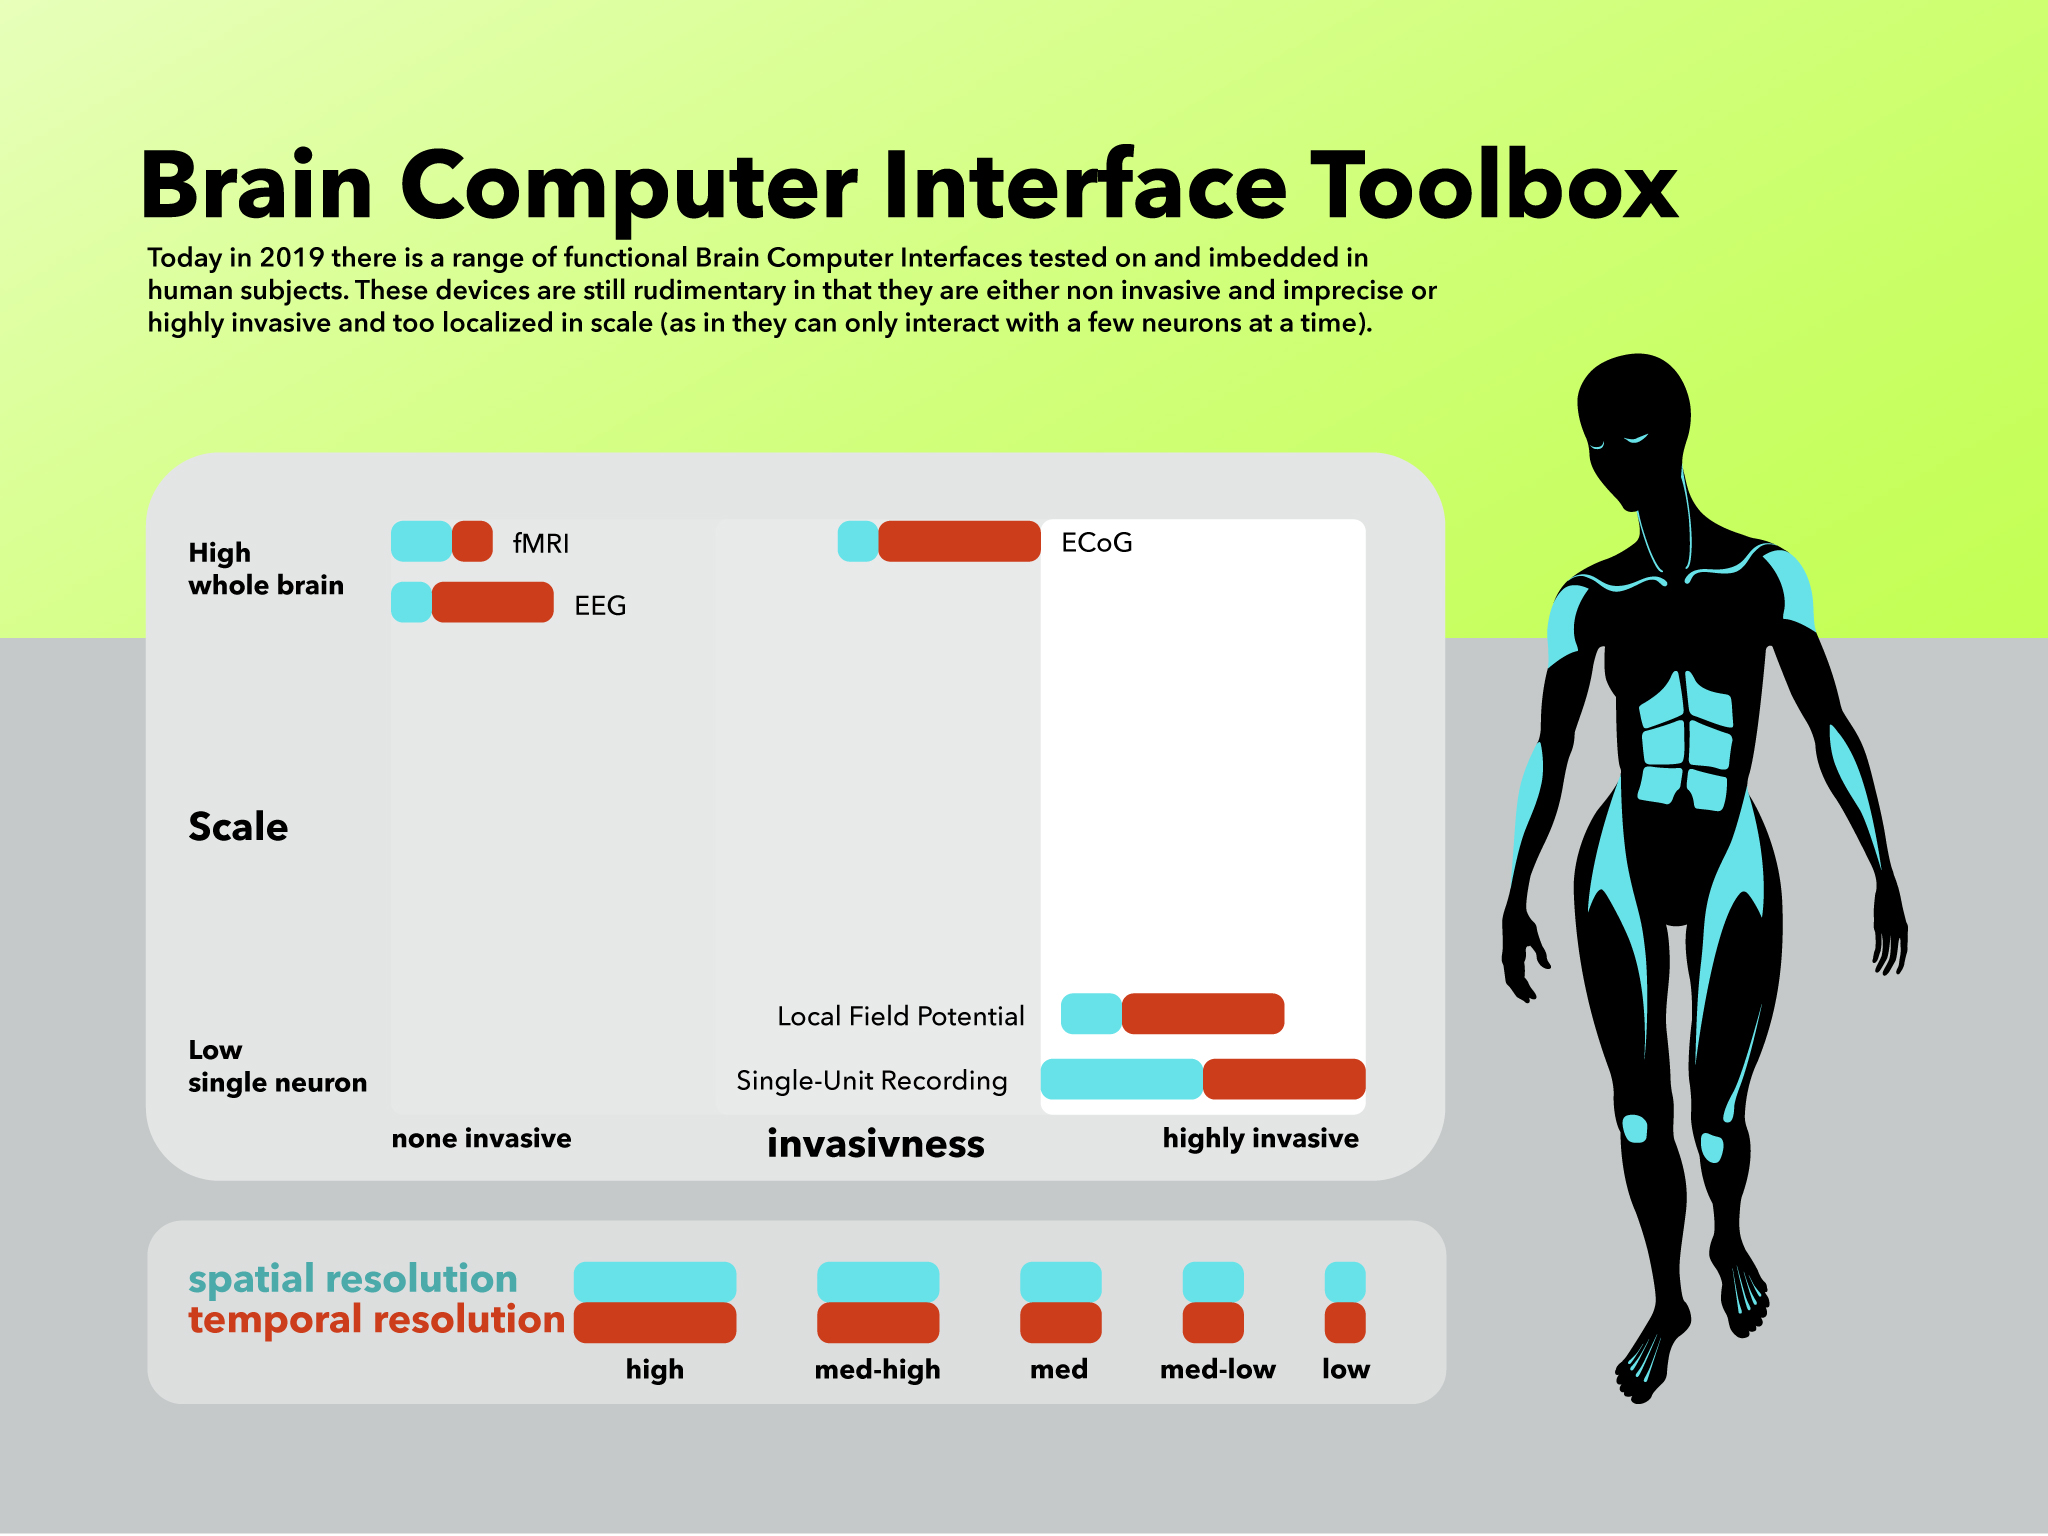 Brain Computer Interface Toolbox
Today in 2019 there is a range of functional Brain Computer Interfaces tested on and imbedded in
human subjects. These devices are still rudimentary in that they are either non invasive and imprecise or
highly invasive and too localized in scale (as in they can only interact with a few neurons at a time).
High
whole brain
fMRI
ECoG
EEG
Scale
Local Field Potential
Low
single neuron
Single-Unit Recording
none invasive
invasivness
highly invasive
spatial resolution
temporal resolution
high
med-high
med
med-low
low